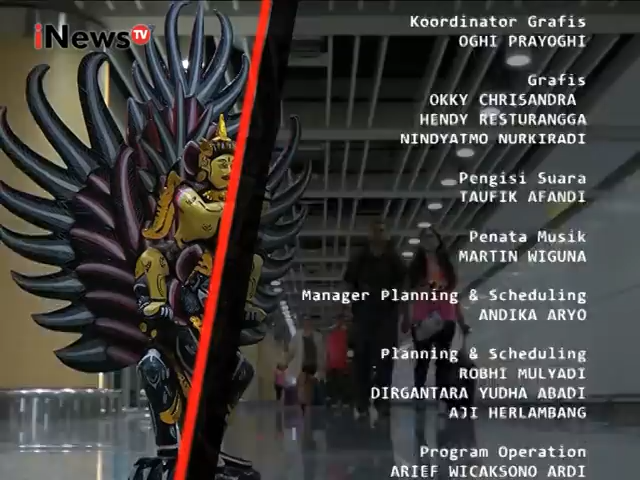 iNewsTV
Koordinator Grafis
OGHI PRAYOGHI
Grafis
OKKY CHRISANDRA
HENDY RESTURANGGA
NINDYATMO NURKIRADI
Pengisi Suara
TAUFIK AFANDI
Penata Musik
MARTIN WIGUNA
Manager Planning & Scheduling
ANDIKA ARYO
Planning & Scheduling
ROBHI MULYADI
DIRGANTARA YUDHA ABADI
AJI HERLAMBANG
Program Operation
ARIEF WICAKSONO ARDI